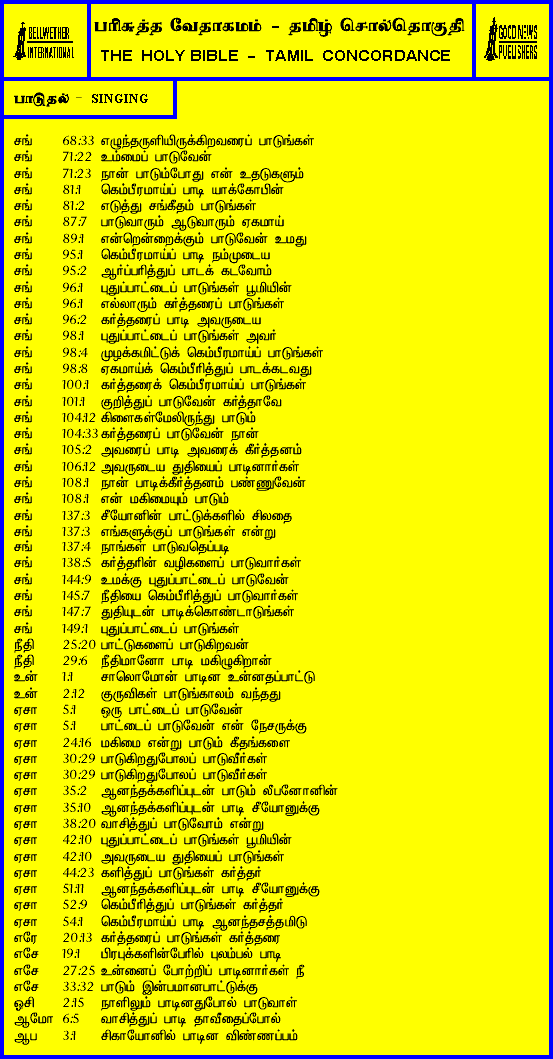 BELLWETHER
INTERNATIONAL
பரிசுத்த வேதாகமம் – தமிழ் சொல்தொகுதி
THE HOLY BIBLE – TAMIL CONCORDANCE
GOOD NEWS
PUBLISHERS
பாடுதல் – SINGING
சங் 68:33 எழுந்தருளியிருக்கிறவரைப் பாடுங்கள்
சங் 71:22 உம்மைப் பாடுவேன்
சங் 71:23 நான் பாடும்போது என் உதடுகளும்
சங் 81:1 கெம்பீரமாய்ப் பாடி யாக்கோபின்
சங் 81:2 எடுத்து சங்கீதம் பாடுங்கள்
சங் 87:7 பாடுவாரும் ஆடுவாரும் ஏகமாய்
சங் 89:1 என்றென்றைக்கும் பாடுவேன் உமது
சங் 95:1 கெம்பீரமாய்ப் பாடி நம்முடைய
சங் 95:2 ஆர்ப்பரித்துப் பாடக் கடவோம்
சங் 96:1 புதுப்பாட்டைப் பாடுங்கள் பூமியின்
சங் 96:1 எல்லாரும் கர்த்தரைப் பாடுங்கள்
சங் 96:2 கர்த்தரைப் பாடி அவருடைய
சங் 98:1 புதுப்பாட்டைப் பாடுங்கள் அவர்
சங் 98:4 முழக்கமிட்டுக் கெம்பீரமாய்ப் பாடுங்கள்
சங் 98:8 ஏகமாய்க் கெம்பீரித்துப் பாடக்கடவது
சங் 100:1 கர்த்தரைக் கெம்பீரமாய்ப் பாடுங்கள்
சங் 101:1 குறித்துப் பாடுவேன் கர்த்தாவே
சங் 104:12 கிளைகள்மேலிருந்து பாடும்
சங் 104:33 கர்த்தரைப் பாடுவேன் நான்
சங் 105:2 அவரைப் பாடி அவரைக் கீர்த்தனம்
சங் 106:12 அவருடைய துதியைப் பாடினார்கள்
சங் 108:1 நான் பாடிக்கீர்த்தனம் பண்ணுவேன்
சங் 108:1 என் மகிமையும் பாடும்
சங் 137:3 சீயோனின் பாட்டுக்களில் சிலதை
சங் 137:3 எங்களுக்குப் பாடுங்கள் என்று
சங் 137:4 நாங்கள் பாடுவதெப்படி
சங் 138:5 கர்த்தரின் வழிகளைப் பாடுவார்கள்
சங் 144:9 உமக்கு புதுப்பாட்டைப் பாடுவேன்
சங் 145:7 நீதியை கெம்பீரித்துப் பாடுவார்கள்
சங் 147:7 துதியுடன் பாடிக்கொண்டாடுங்கள்
சங் 149:1 புதுப்பாட்டைப் பாடுங்கள்
நீதி 25:20 பாட்டுகளைப் பாடுகிறவன்
நீதி 29:6 நீதிமானோ பாடி மகிழுகிறான்
உன் 1:1 சாலொமோன் பாடின உன்னதப்பாட்டு
உன் 2:12 குருவிகள் பாடுங்காலம் வந்தது
ஏசா 5:1 ஒரு பாட்டைப் பாடுவேன்
ஏசா 5:1 பாட்டைப் பாடுவேன் என் நேசருக்கு
ஏசா 24:16 மகிமை என்று பாடும் கீதங்களை
ஏசா 30:29 பாடுகிறதுபோலப் பாடுவீர்கள்
ஏசா 30:29 பாடுகிறதுபோலப் பாடுவீர்கள்
ஏசா 35:2 ஆனந்தக்களிப்புடன் பாடும் லீபனோனின்
ஏசா 35:10 ஆனந்தக்களிப்புடன் பாடி சீயோனுக்கு
ஏசா 38:20 வாசித்துப் பாடுவோம் என்று
ஏசா 42:10 புதுப்பாட்டைப் பாடுங்கள் பூமியின்
ஏசா 42:10 அவருடைய துதியைப் பாடுங்கள்
ஏசா 44:23 களித்துப் பாடுங்கள் கர்த்தர்
ஏசா 51:11 ஆனந்தக்களிப்புடன் பாடி சீயோனுக்கு
ஏசா 52:9 கெம்பீரித்துப் பாடுங்கள் கர்த்தர்
ஏசா 54:1 கெம்பீரமாய்ப் பாடி ஆனந்தசத்தமிடு
எரே 20:13 கர்த்தரைப் பாடுங்கள் கர்த்தரை
எசே 19:1 பிரபுக்களின்பேரில் புலம்பல் பாடி
எசே 27:25 உன்னைப் போற்றிப் பாடினார்கள் நீ
எசே 33:32 பாடும் இன்பமானபாட்டுக்கு
ஓசி 2:15 நாளிலும் பாடினதுபோல் பாடுவாள்
ஆமோ 6:5 வாசித்துப் பாடி தாவீதைப்போல்
ஆப 3:1 சிகாயோனில் பாடின விண்ணப்பம்